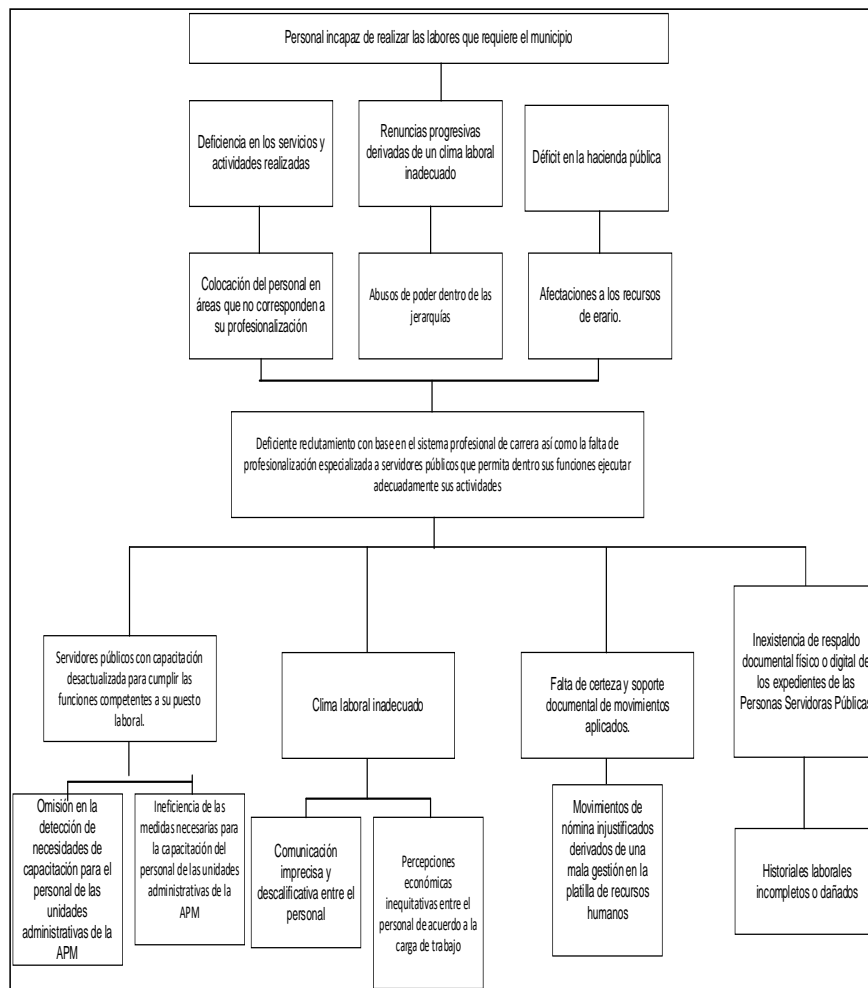 Personal incapaz de realizar las labores que requiere el municipio
Deficiencia en los servicios y
actividades realizadas
Renuncias progresivas
derivadas de un clima laboral
inadecuado
Déficit en la hacienda pública
Colocación del personal en
áreas que no corresponden a
su profesionalización
Abusos de poder dentro de las
jerarquías
Afectaciones a los recursos
de erario.
Deficiente reclutamiento con base en el sistema profesional de carrera así como la falta de
profesionalización especializada a servidores públicos que permita dentro sus funciones ejecutar
adecuadamente sus actividades
Servidores públicos con capacitación
desactualizada para cumplir las
funciones competentes a su puesto
laboral.
Clima laboral inadecuado
Falta de certeza y soporte
documental de movimientos
aplicados.
Inexistencia de respaldo
documental físico o digital de
los expedientes de las
Personas Servidoras Públicas
Omisión en la
detección de
necesidades de
capacitación para el
personal de las
unidades
administrativas de la
APM
Ineficiencia de las
medidas necesarias para
la capacitación del
personal de las unidades
administrativas de la
APM
Comunicación
imprecisa y
descalificativa entre el
personal
Percepciones
económicas
inequitativas entre el
personal de acuerdo a la
carga de trabajo
Movimientos de
nómina injustificados
derivados de una
mala gestión en la
platilla de recursos
humanos
Historiales laborales
incompletos o dañados